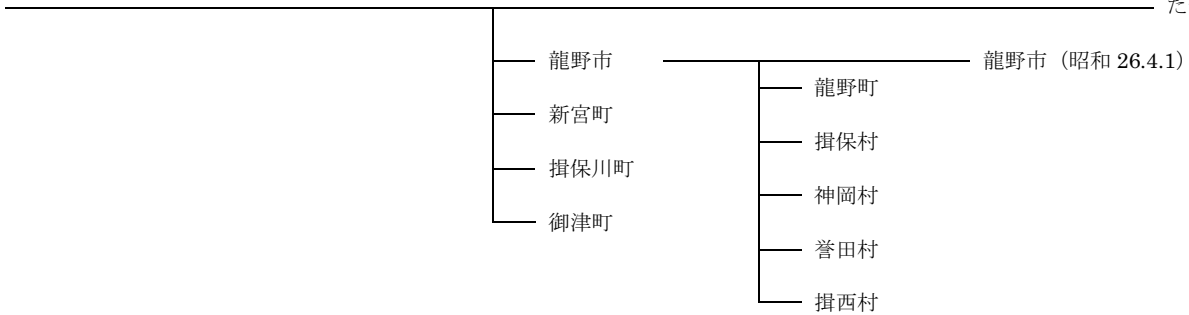 た
龍野市 龍野市（昭和 26.4.1）
龍野町
新宮町
揖保村
揖保川町
神岡村
御津町
誉田村
揖西村